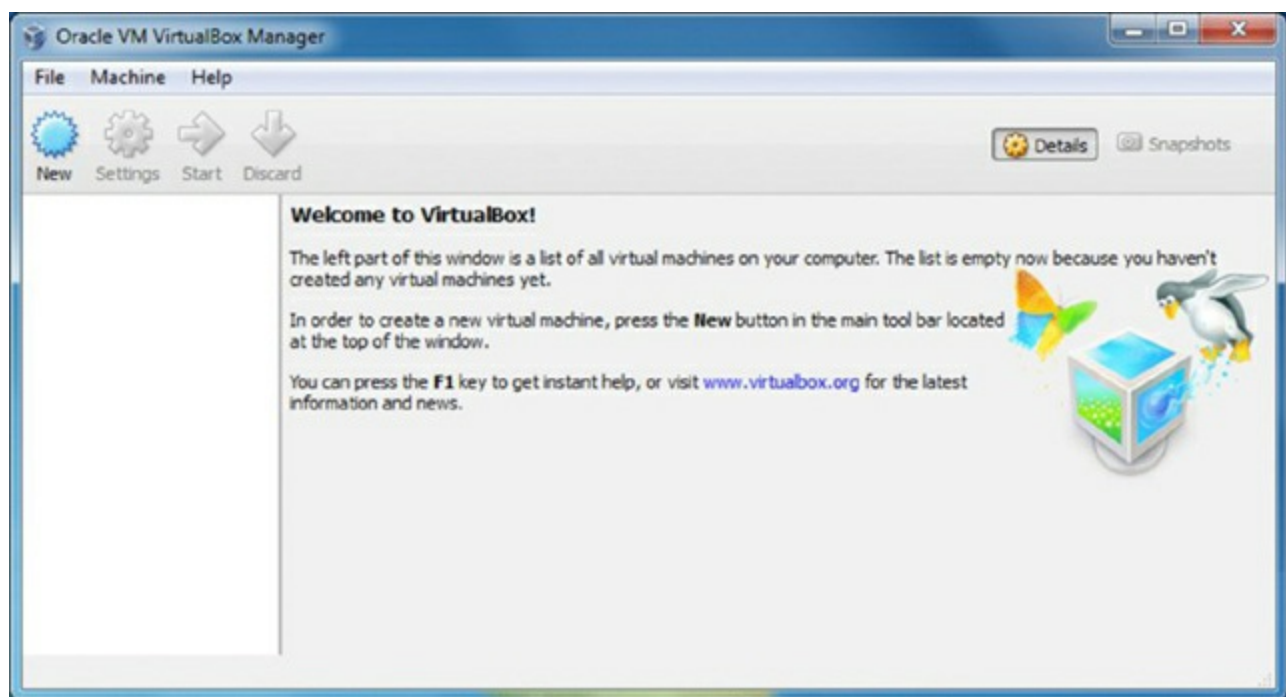 Oracle VM VirtualBox Manager
File Machine Help
New Settings Start Discard
Details Snapshots
Welcome to VirtualBox!
The left part of this window is a list of all virtual machines on your computer. The list is empty now because you haven't
created any virtual machines yet.
In order to create a new virtual machine, press the New button in the main tool bar located
at the top of the window.
You can press the F1 key to get instant help, or visit www.virtualbox.org for the latest
information and news.